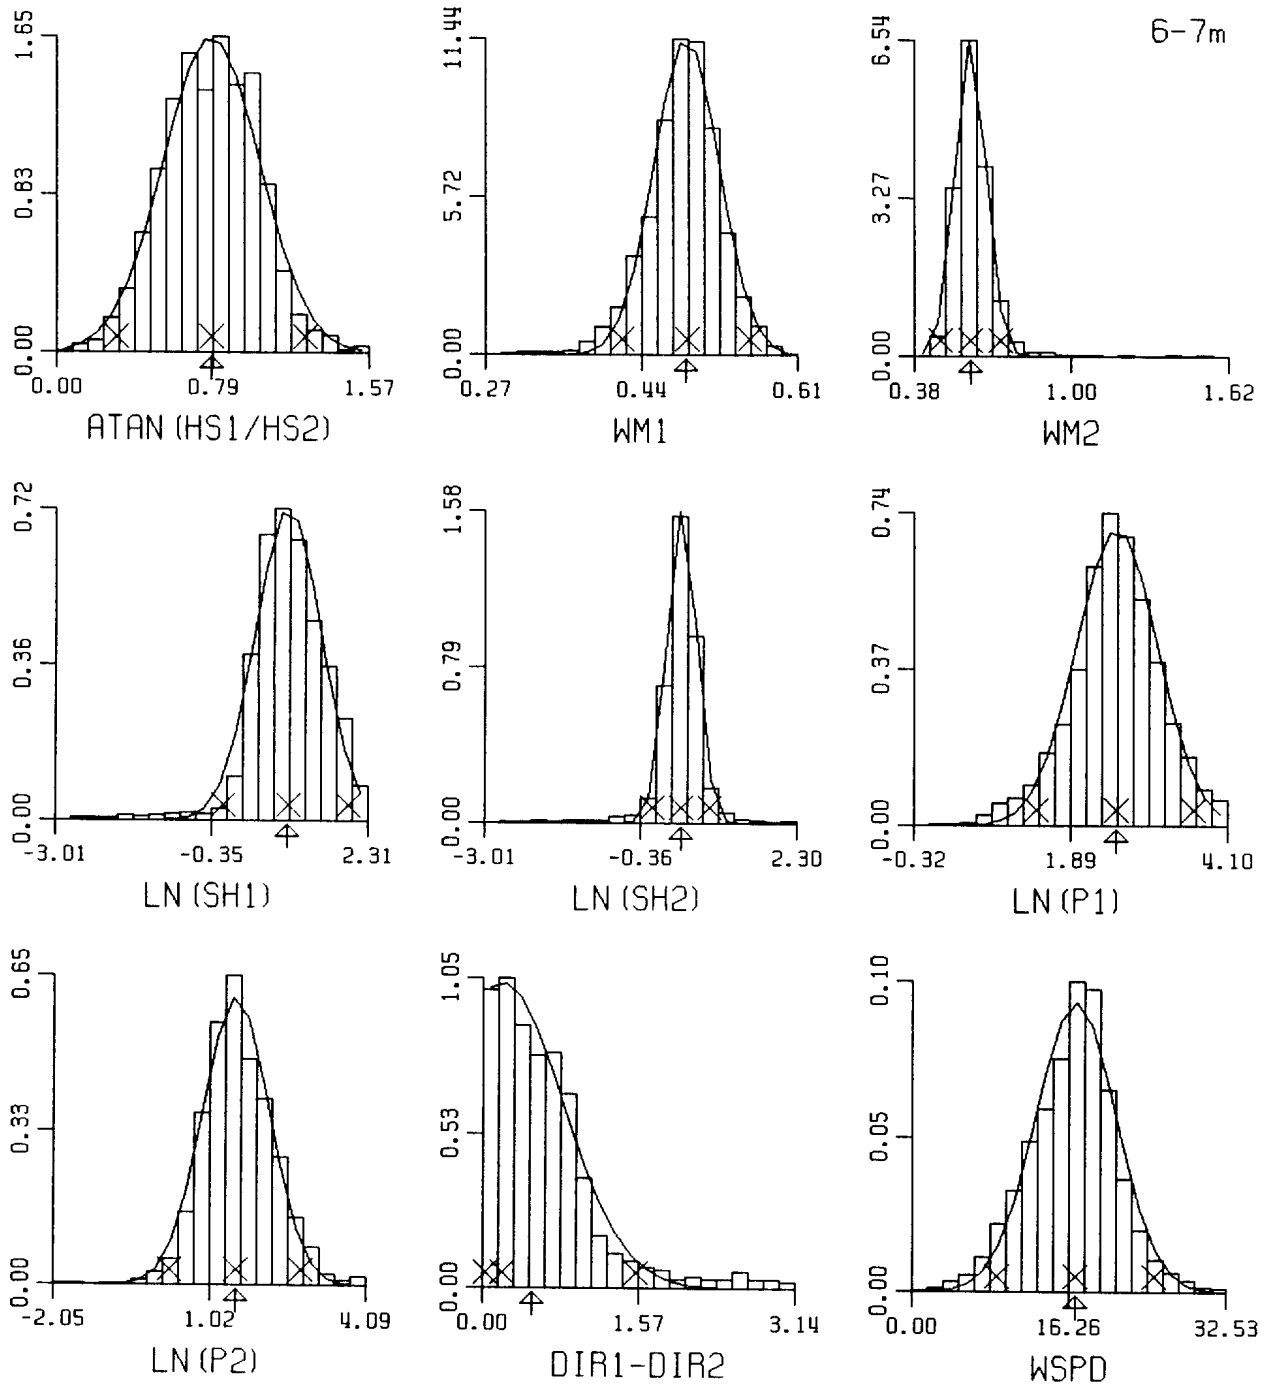 6-7m
1.65
0.83
0.00
0.00 0.79 1.57
ATAN (HS1/HS2)
11.44
5.72
0.00
0.27 0.44 0.61
WM1
6.54
3.27
0.00
0.38 1.00 1.62
WM2
0.72
0.36
0.00
-3.01 -0.35 2.31
LN (SH1)
1.58
0.79
0.00
-3.01 -0.36 2.30
LN (SH2)
0.74
0.37
0.00
-0.32 1.89 4.10
LN (P1)
0.65
0.33
0.00
-2.05 1.02 4.09
LN (P2)
1.05
0.53
0.00
0.00 1.57 3.14
DIR1-DIR2
0.10
0.05
0.00
0.00 16.26 32.53
WSPD